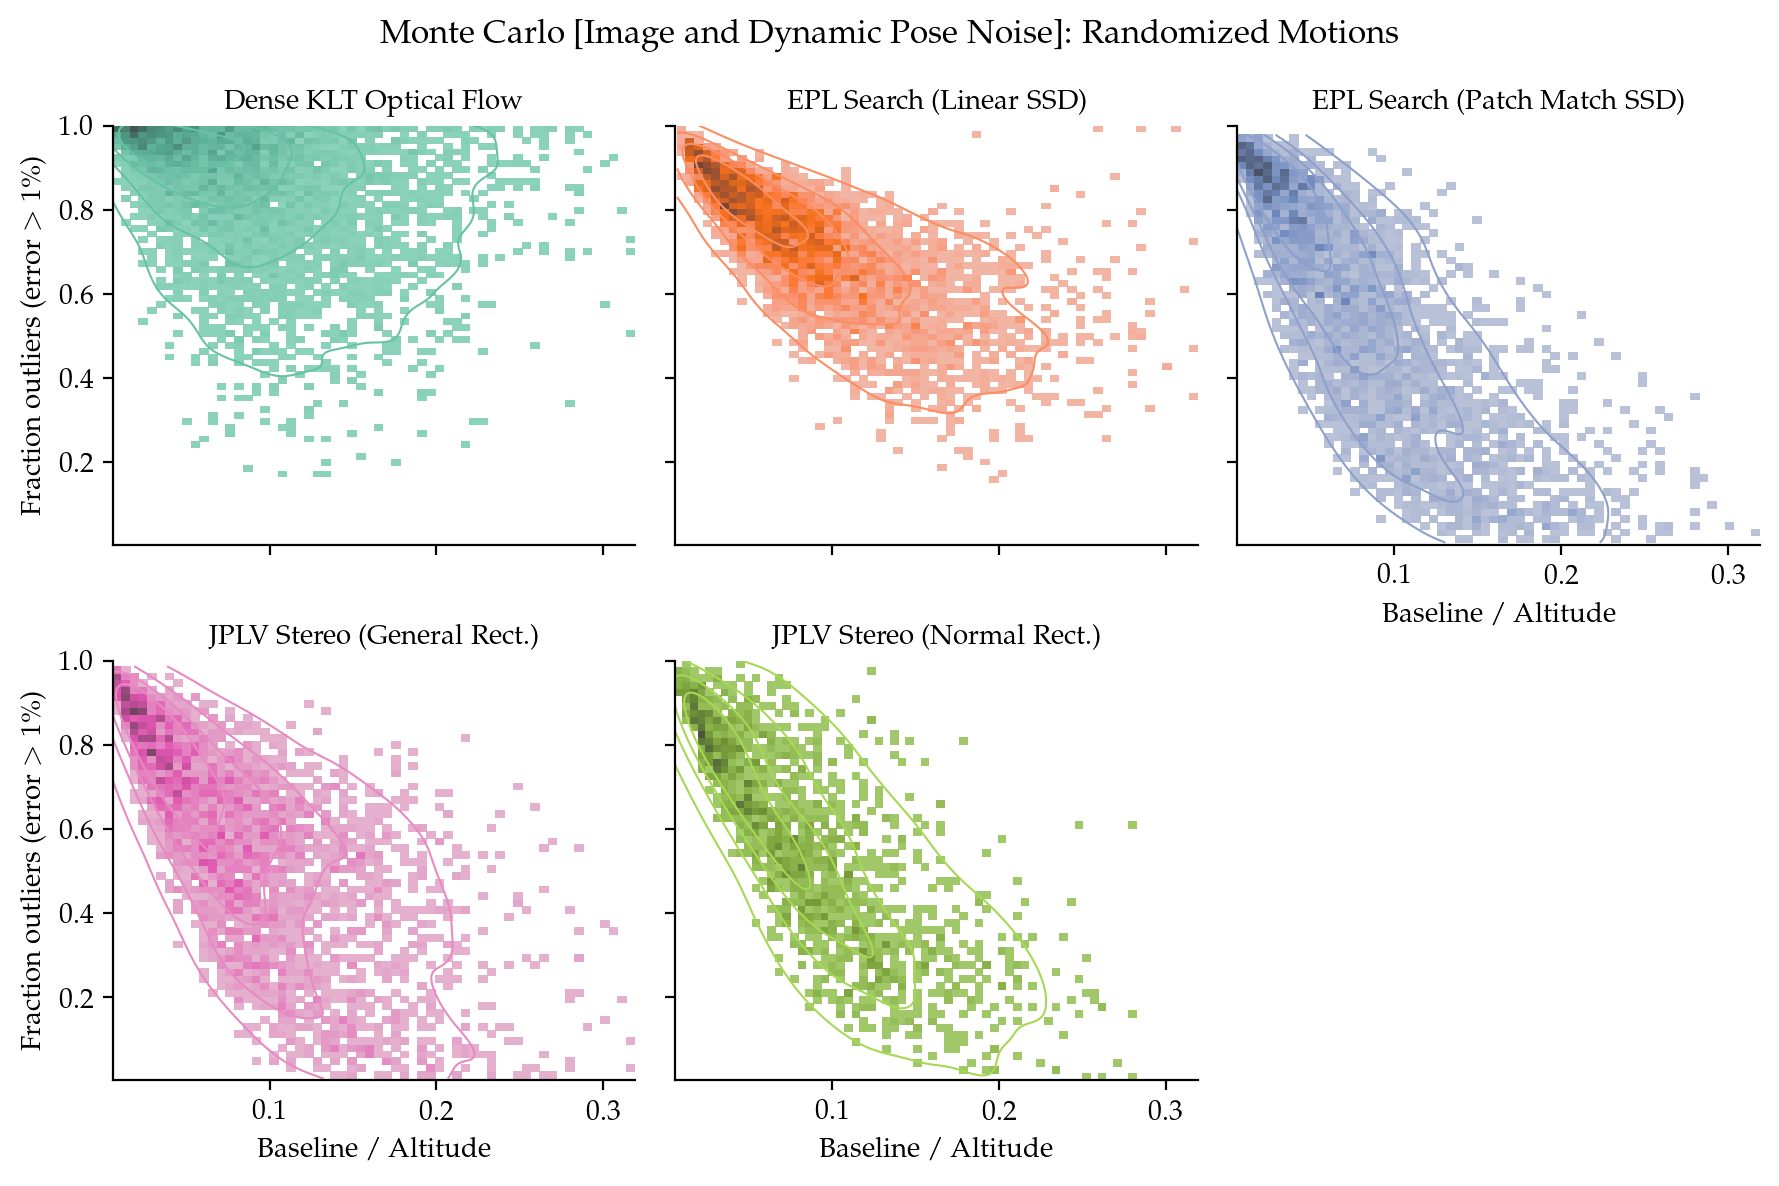 Monte Carlo [Image and Dynamic Pose Noise]: Randomized Motions
Dense KLT Optical Flow
EPL Search (Linear SSD)
EPL Search (Patch Match SSD)
Fraction outliers (error > 1%)
1.0
0.8
0.6
0.4
0.2
0.1 0.2 0.3
Baseline / Altitude
JPLV Stereo (General Rect.)
JPLV Stereo (Normal Rect.)
Fraction outliers (error > 1%)
1.0
0.8
0.6
0.4
0.2
0.1 0.2 0.3
Baseline / Altitude
0.1 0.2 0.3
Baseline / Altitude